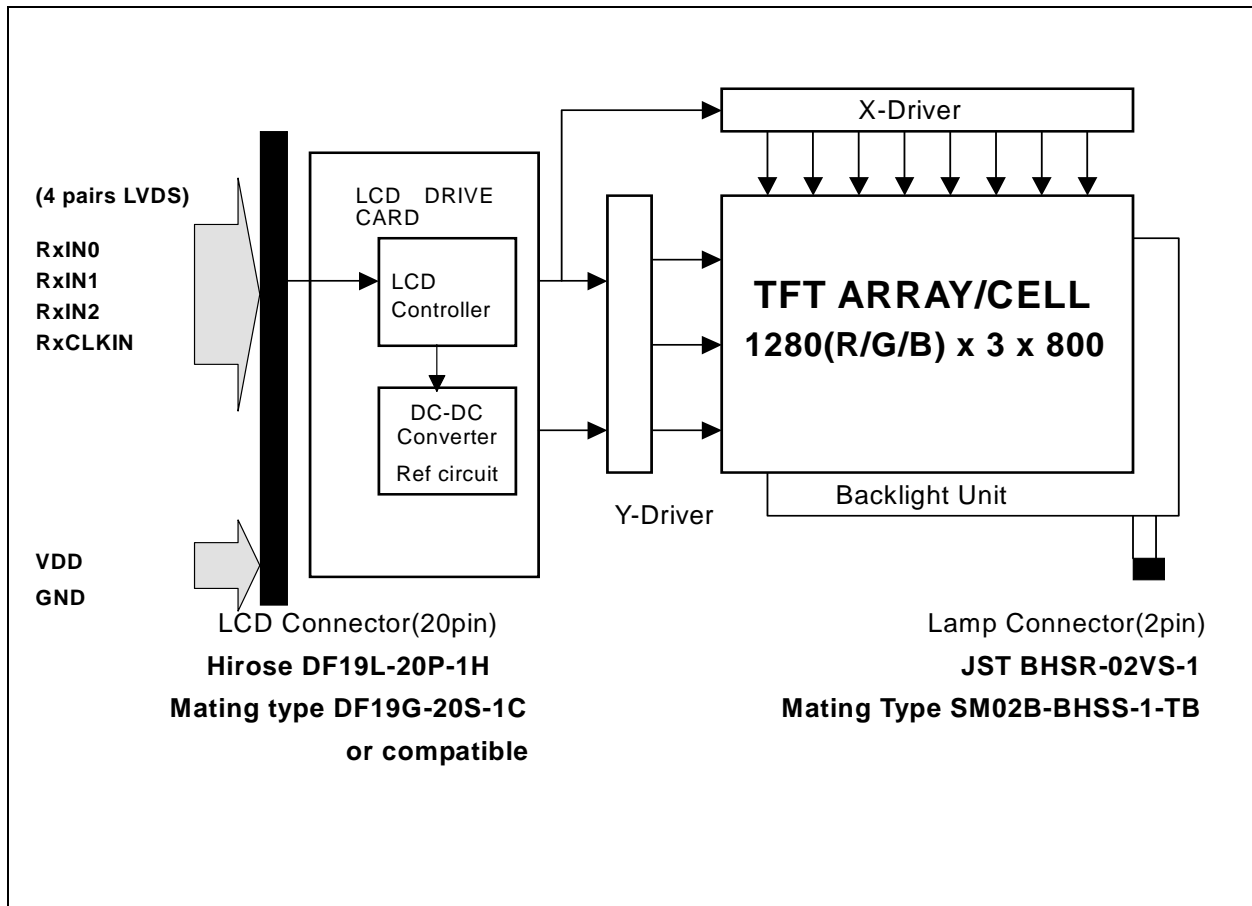 X-Driver
(4 pairs LVDS)
RxIN0
RxIN1
RxIN2
RxCLKIN
LCD DRIVE
CARD
LCD
Controller
DC-DC
Converter
Ref circuit
TFT ARRAY/CELL
1280(R/G/B) x 3 x 800
Backlight Unit
Y-Driver
VDD
GND
LCD Connector(20pin)
Hirose DF19L-20P-1H
Mating type DF19G-20S-1C
or compatible
Lamp Connector(2pin)
JST BHSR-02VS-1
Mating Type SM02B-BHSS-1-TB